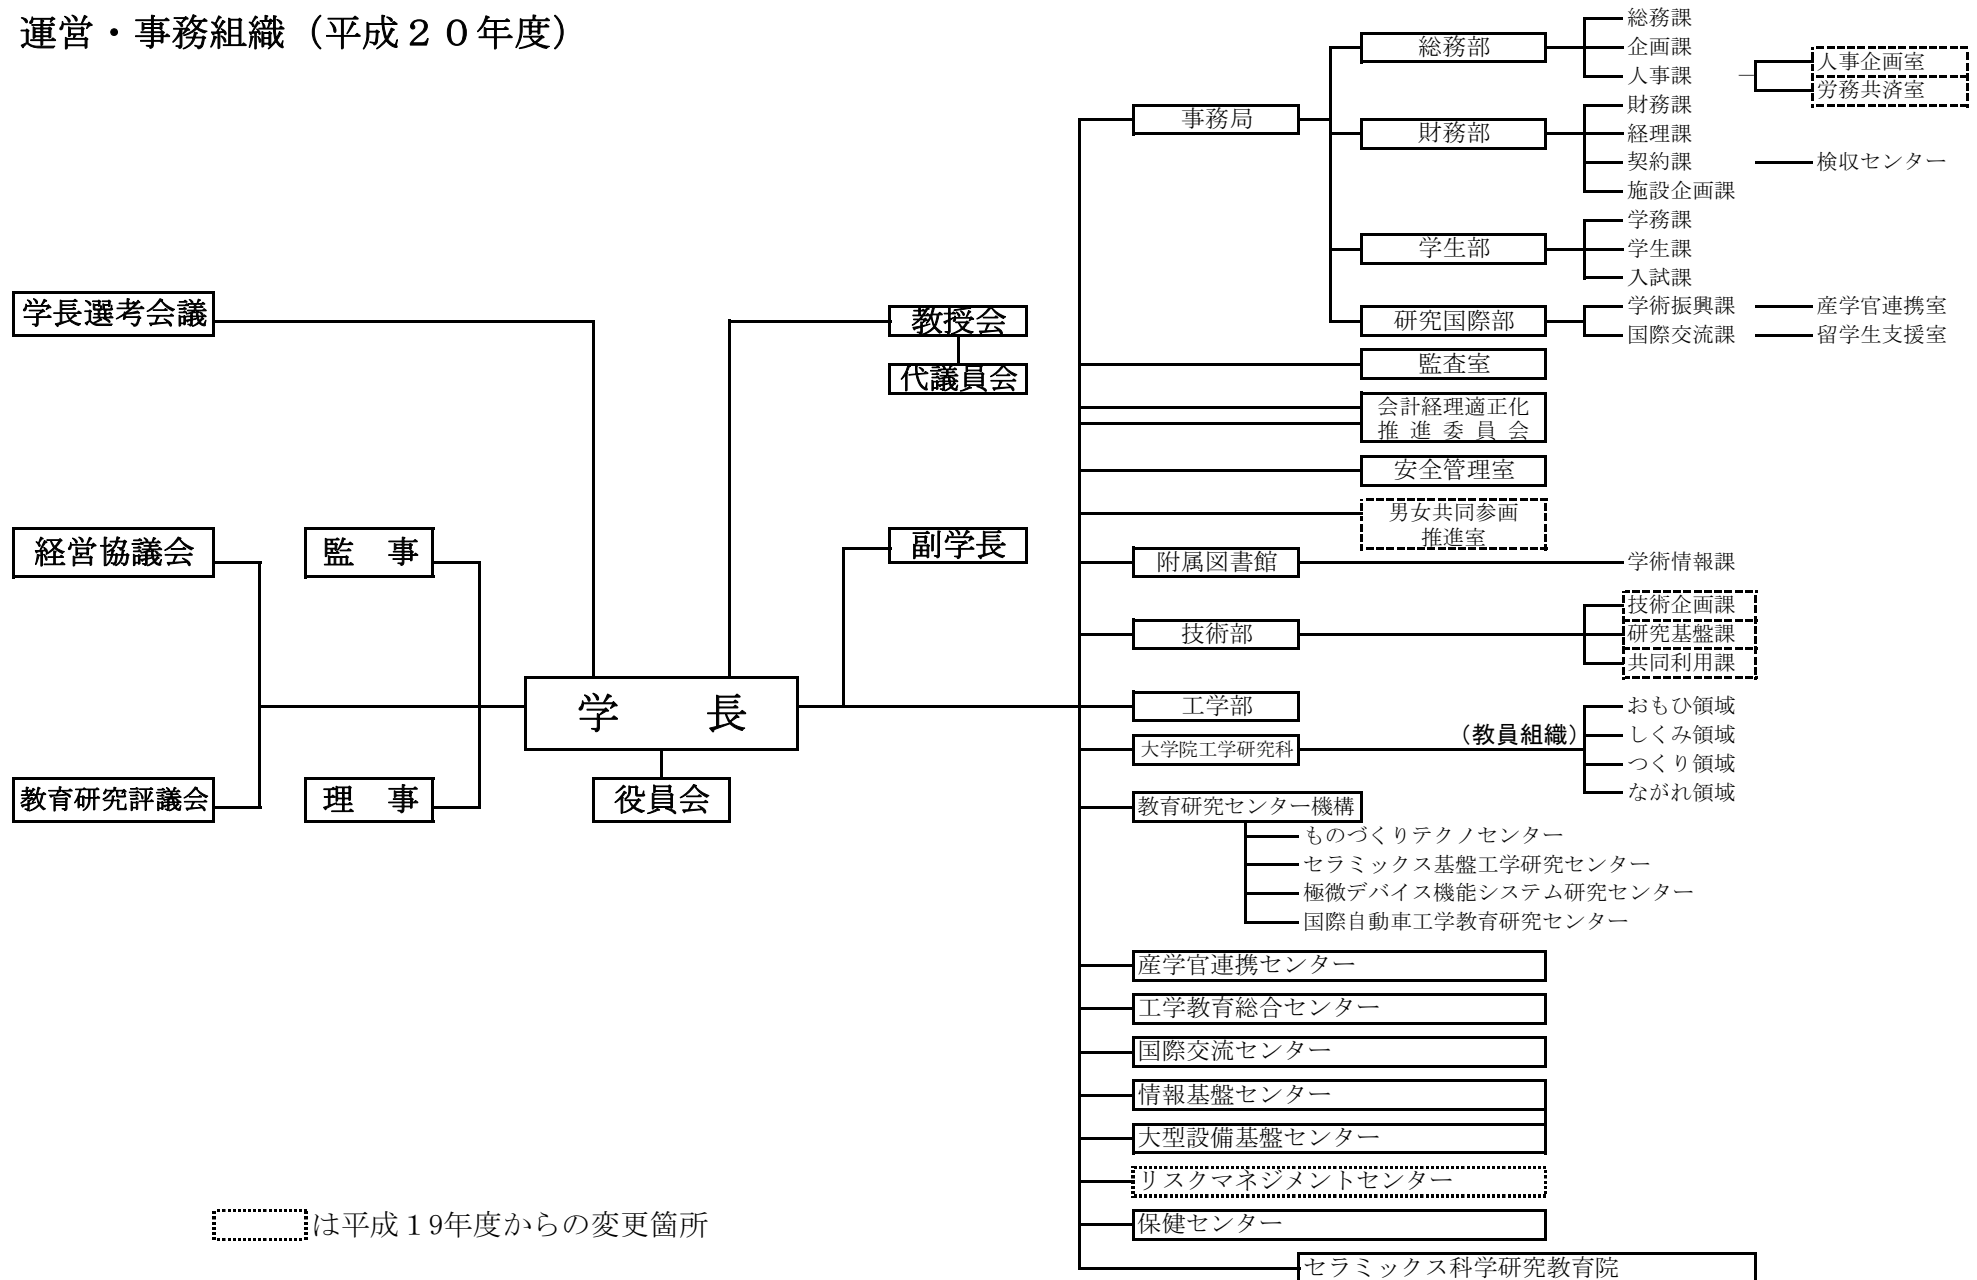 運営・事務組織（平成２０年度）
学長選考会議
経営協議会
教育研究評議会
監　事
理　事
学　長
役員会
教授会
代議員会
副学長
事務局
総務部
総務課
企画課
人事課
人事企画室
労務共済室
財務部
財務課
経理課
契約課
検収センター
施設企画課
学生部
学務課
学生課
入試課
研究国際部
学術振興課
産学官連携室
国際交流課
留学生支援室
監査室
会計経理適正化
推 進 委 員 会
安全管理室
男女共同参画
推進室
附属図書館
学術情報課
技術部
技術企画課
研究基盤課
共同利用課
工学部
大学院工学研究科
（教員組織）
おもひ領域
しくみ領域
つくり領域
ながれ領域
教育研究センター機構
ものづくりテクノセンター
セラミックス基盤工学研究センター
極微デバイス機能システム研究センター
国際自動車工学教育研究センター
産学官連携センター
工学教育総合センター
国際交流センター
情報基盤センター
大型設備基盤センター
リスクマネジメントセンター
保健センター
セラミックス科学研究教育院
は平成１9年度からの変更箇所